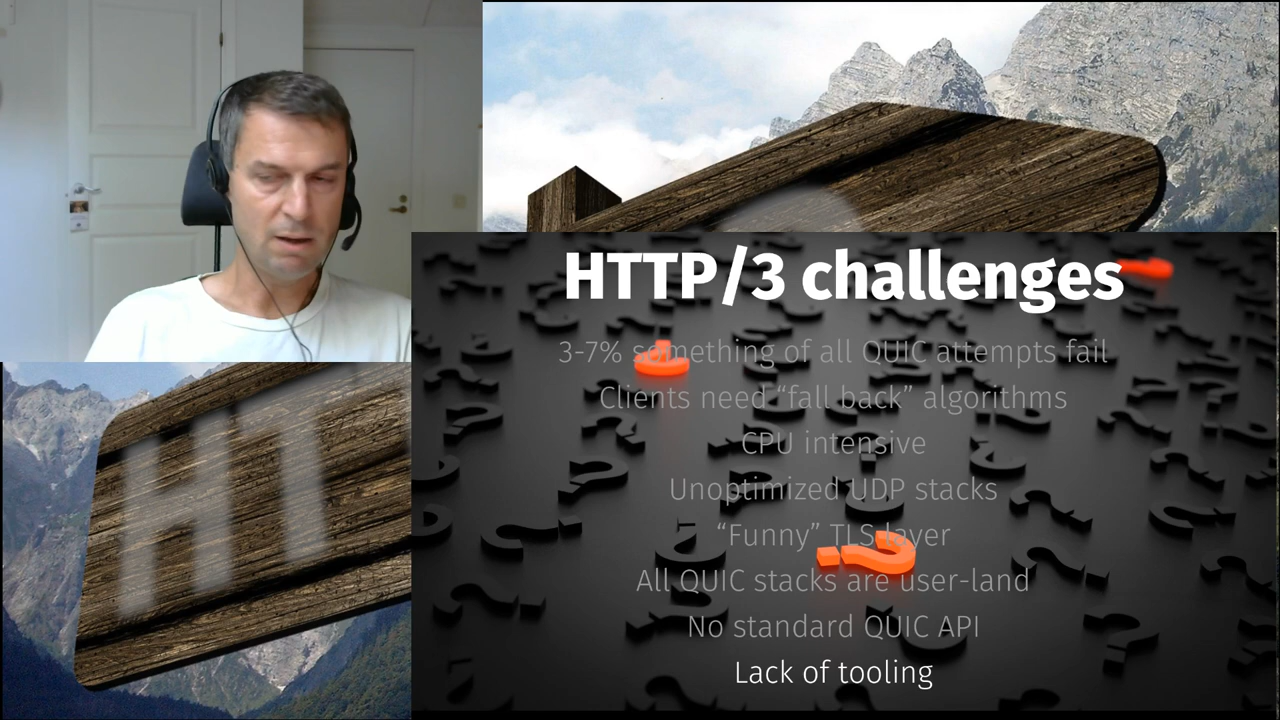 HTTP/3 challenges
3-7% something of all QUIC attempts fail
Clients need “fall back” algorithms
CPU intensive
Unoptimized UDP stacks
“Funny” TLS layer
All QUIC stacks are user-land
No standard QUIC API
Lack of tooling
HT